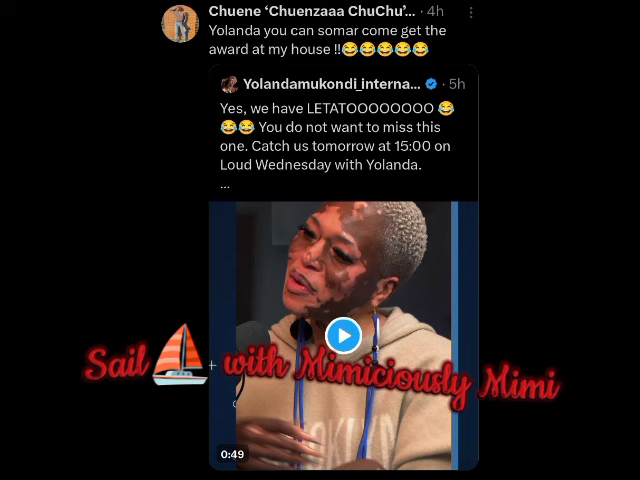 Chuene ‘Chuenzaaa ChuChu’... · 4h
Yolanda you can somar come get the
award at my house !!😂😂😂😂😂
Yolandamukondi_interna... · 5h
Yes, we have LETATOOOOOOOO 😂
😂😂 You do not want to miss this
one. Catch us tomorrow at 15:00 on
Loud Wednesday with Yolanda.
...
Sail + with Mimiciously Mimi
0:49